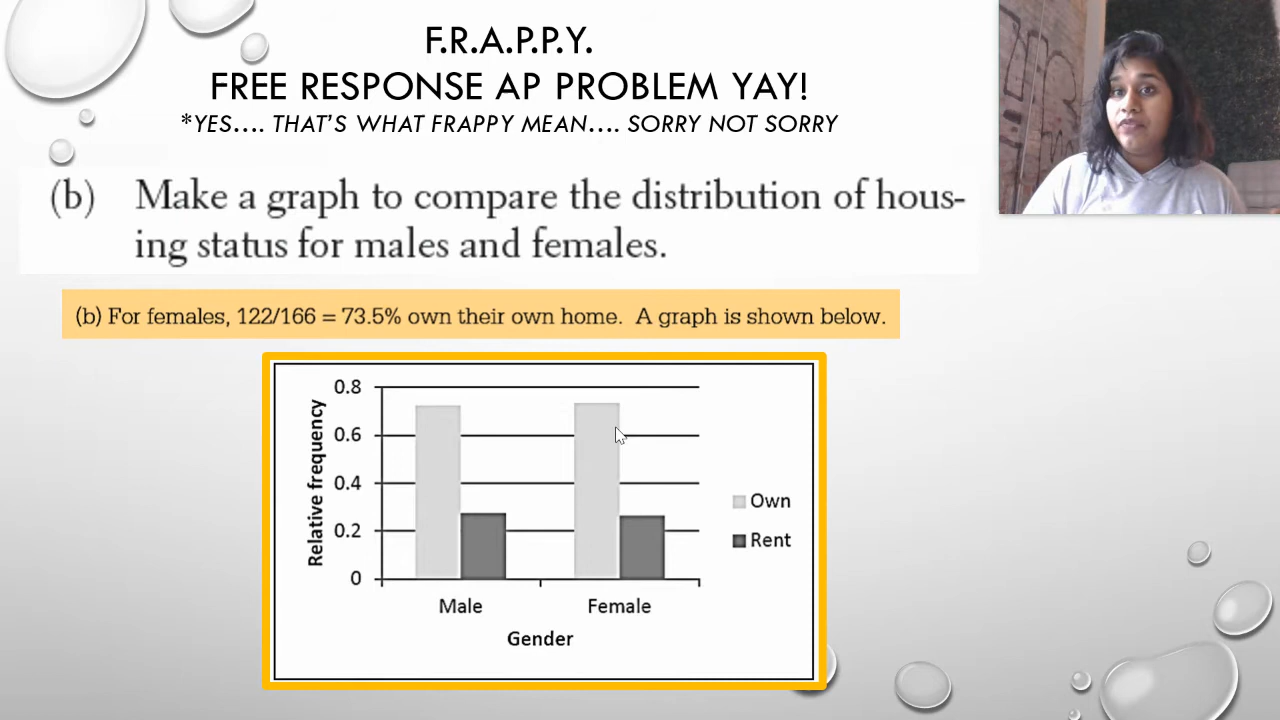 F.R.A.P.P.Y.
FREE RESPONSE AP PROBLEM YAY!
*YES.... THAT'S WHAT FRAPPY MEAN.... SORRY NOT SORRY
(b) Make a graph to compare the distribution of hous-
ing status for males and females.
(b) For females, 122/166 = 73.5% own their own home. A graph is shown below.
Relative frequency
0.8
0.6
0.4
0.2
0
Male Female
Gender
Own
Rent